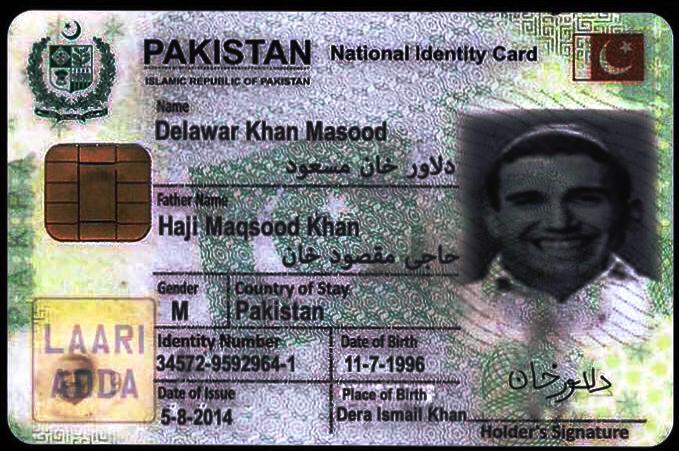 PAKISTAN National Identity Card
ISLAMIC REPUBLIC OF PAKISTAN
Name
Delawar Khan Masood
دلاور خان مسعود
Father Name
Haji Maqsood Khan
حاجی مقصود خان
Gender
M
Country of Stay
Pakistan
Identity Number
34572-9592964-1
Date of Birth
11-7-1996
Date of Issue
5-8-2014
Place of Birth
Dera Ismail Khan
LAARI
ADDA
دلاور خان
Holder's Signature